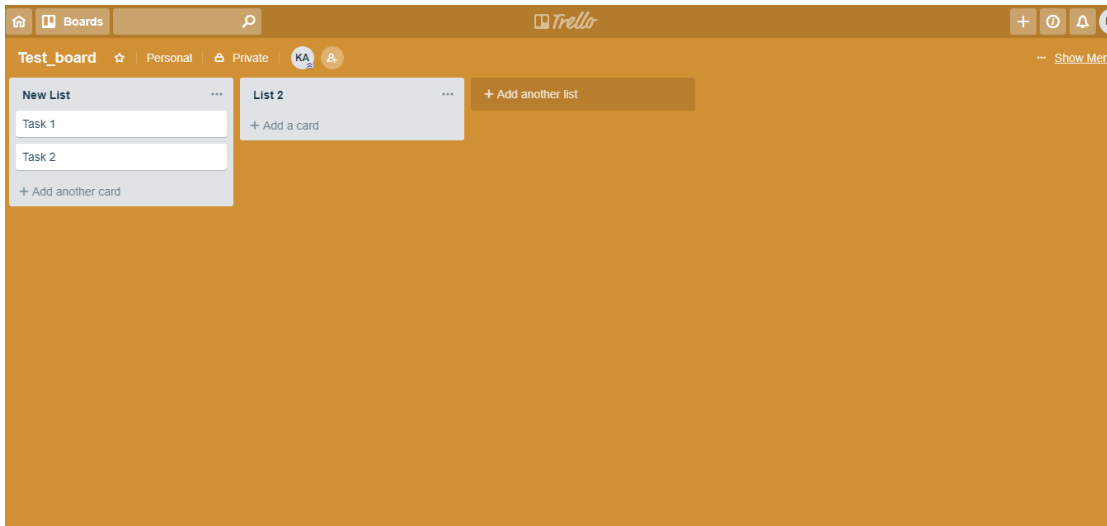 Boards
Trello
Test_board Personal Private KA Show Men
New List
Task 1
Task 2
+ Add another card
List 2
+ Add a card
+ Add another list